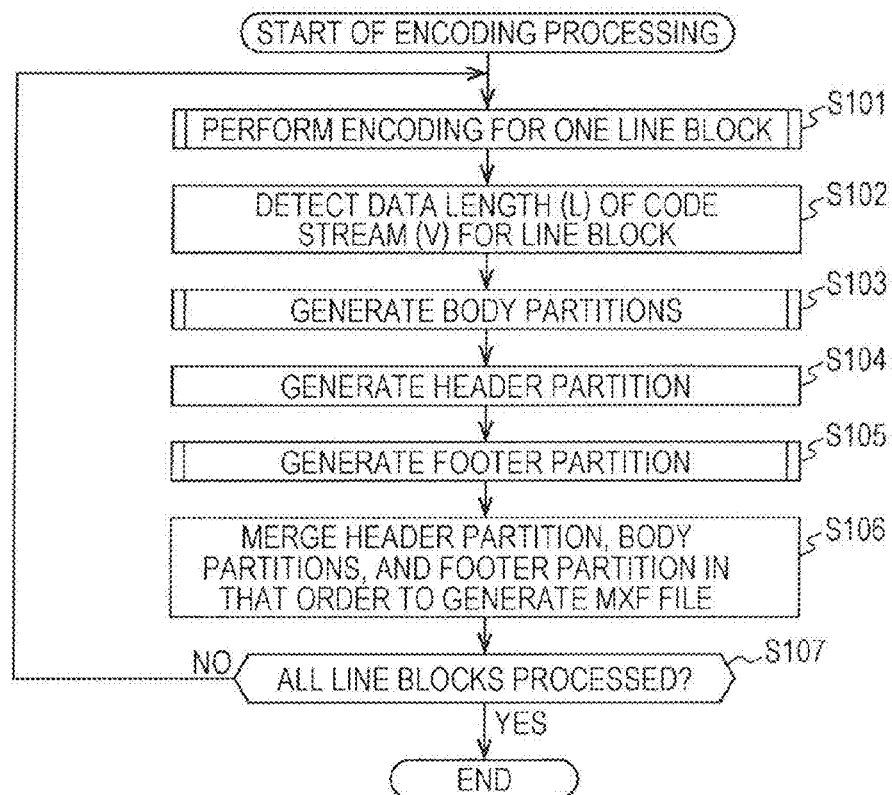 START OF ENCODING PROCESSING
S101
PERFORM ENCODING FOR ONE LINE BLOCK
S102
DETECT DATA LENGTH (L) OF CODE
STREAM (V) FOR LINE BLOCK
S103
GENERATE BODY PARTITIONS
S104
GENERATE HEADER PARTITION
S105
GENERATE FOOTER PARTITION
S106
MERGE HEADER PARTITION, BODY
PARTITIONS, AND FOOTER PARTITION IN
THAT ORDER TO GENERATE MXF FILE
S107
NO
ALL LINE BLOCKS PROCESSED?
YES
END